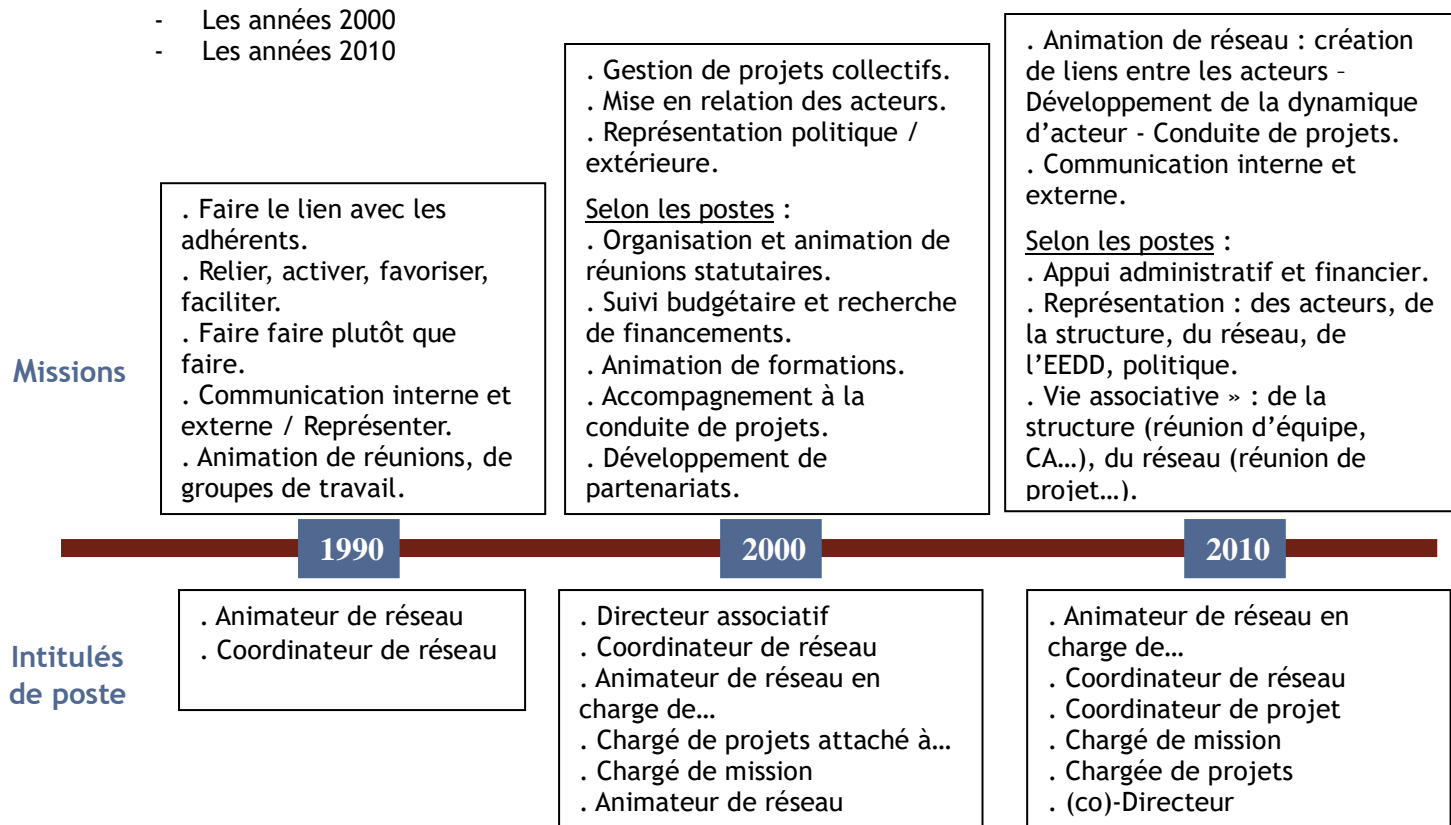 - Les années 2000
- Les années 2010
Missions
. Faire le lien avec les
adhérents.
. Relier, activer, favoriser,
faciliter.
. Faire faire plutôt que
faire.
. Communication interne et
externe / Représenter.
. Animation de réunions, de
groupes de travail.
. Gestion de projets collectifs.
. Mise en relation des acteurs.
. Représentation politique /
extérieure.
Selon les postes :
. Organisation et animation de
réunions statutaires.
. Suivi budgétaire et recherche
de financements.
. Animation de formations.
. Accompagnement à la
conduite de projets.
. Développement de
partenariats.
. Animation de réseau : création
de liens entre les acteurs –
Développement de la dynamique
d’acteur - Conduite de projets.
. Communication interne et
externe.
Selon les postes :
. Appui administratif et financier.
. Représentation : des acteurs, de
la structure, du réseau, de
l’EEDD, politique.
. Vie associative » : de la
structure (réunion d’équipe,
CA…), du réseau (réunion de
projet…).
1990
2000
2010
Intitulés
de poste
. Animateur de réseau
. Coordinateur de réseau
. Directeur associatif
. Coordinateur de réseau
. Animateur de réseau en
charge de…
. Chargé de projets attaché à…
. Chargé de mission
. Animateur de réseau
. Animateur de réseau en
charge de…
. Coordinateur de réseau
. Coordinateur de projet
. Chargé de mission
. Chargée de projets
. (co)-Directeur